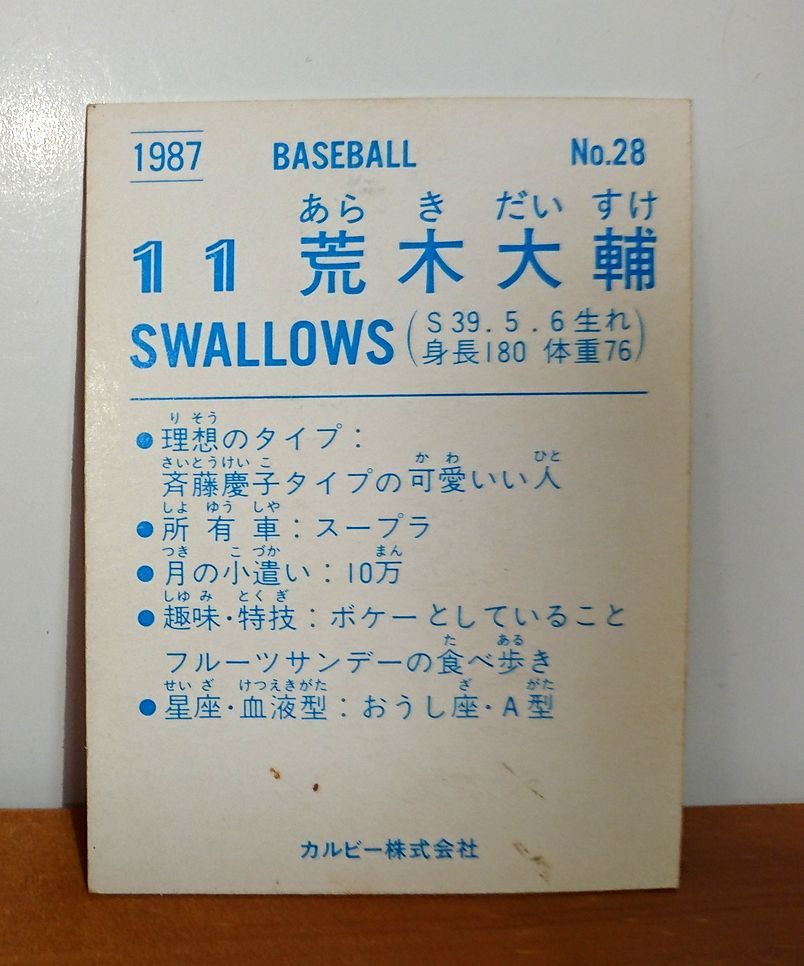 1987 BASEBALL No.28
あら き だい すけ
11 荒木大輔
SWALLOWS (S39.5.6生れ
身長180 体重76)
り そう
●理想のタイプ:
さいとうけい こ か わ ひと
斉藤慶子タイプの可愛いい人
しよ ゆう しや
●所有車:スープラ
つき こ づか まん
●月の小遣い:10万
しゆ み とく ぎ
●趣味・特技:ボケーとしていること
た ある
フルーツサンデーの食べ歩き
せい ざ けつえきがた ざ がた
●星座・血液型:おうし座・A型
カルビー株式会社